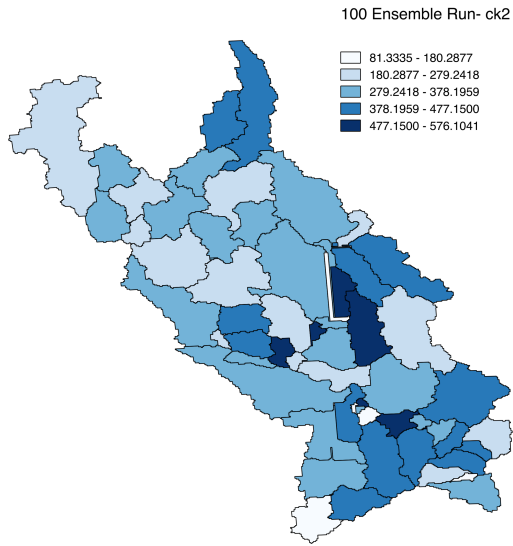 100 Ensemble Run- ck2
81.3335 - 180.2877
180.2877 - 279.2418
279.2418 - 378.1959
378.1959 - 477.1500
477.1500 - 576.1041